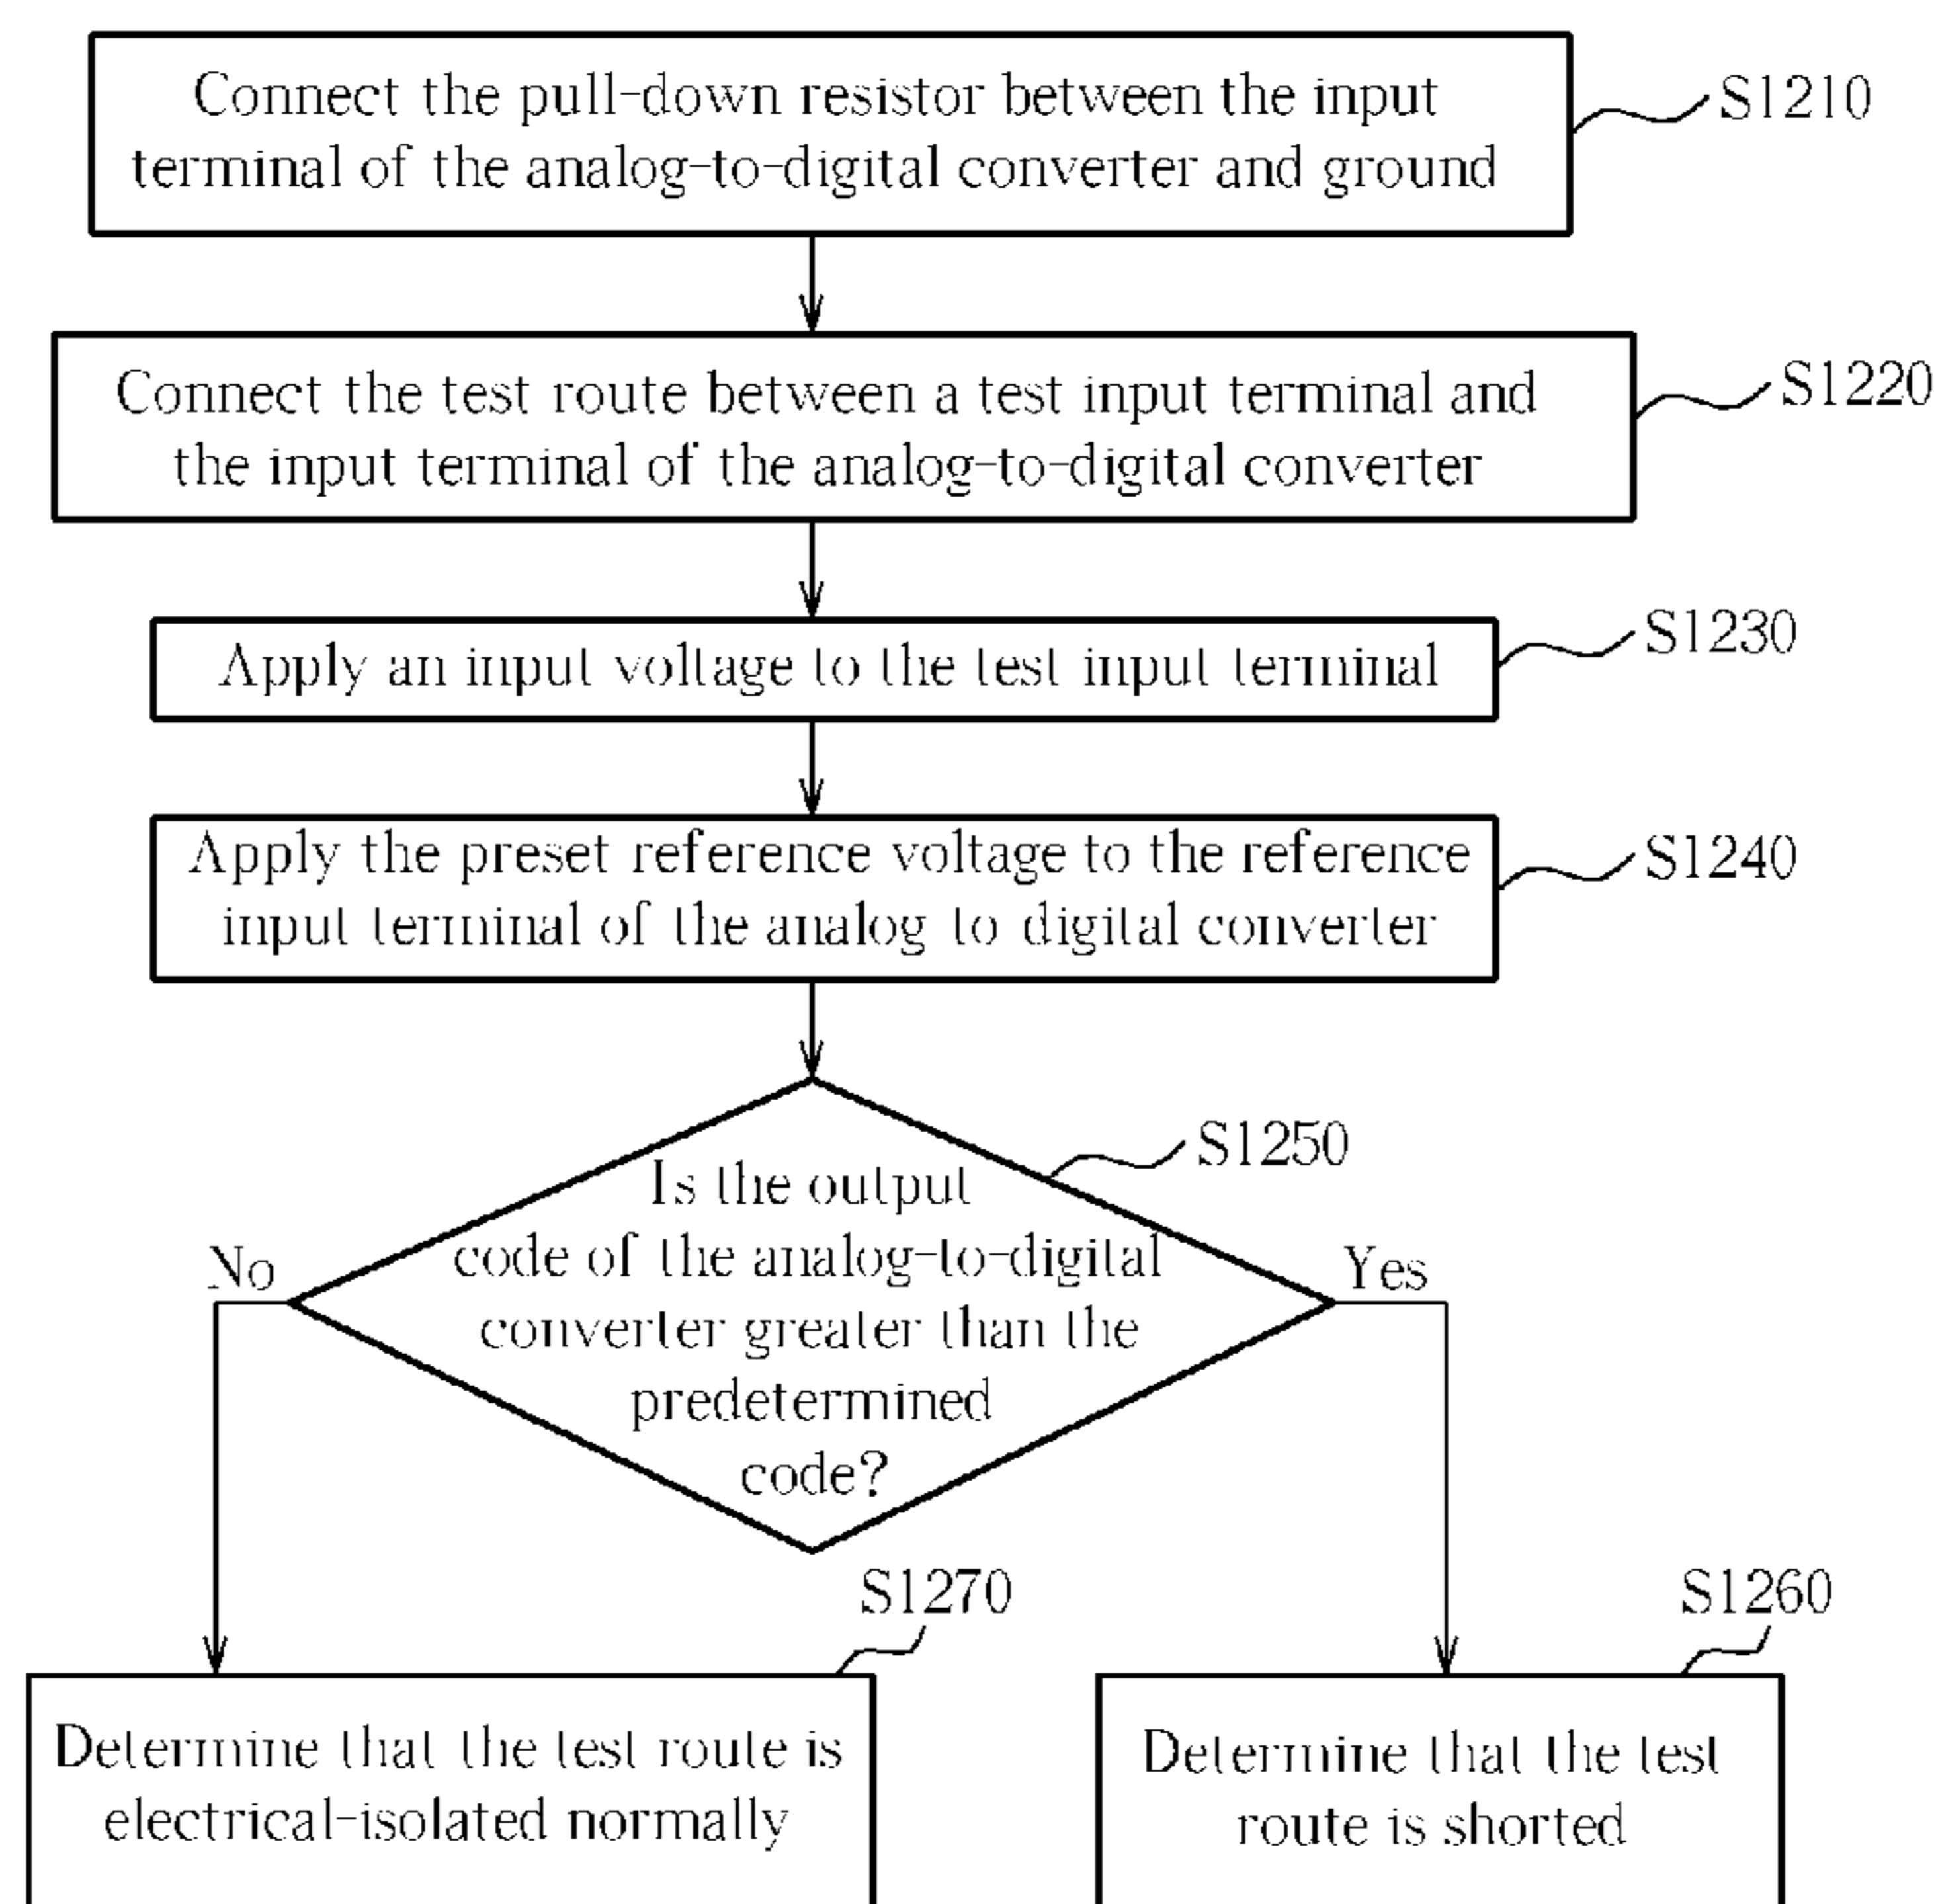 Connect the pull-down resistor between the input
terminal of the analog-to-digital converter and ground
S1210
Connect the test route between a test input terminal and
the input terminal of the analog-to-digital converter
S1220
Apply an input voltage to the test input terminal
S1230
Apply the preset reference voltage to the reference
input terminal of the analog to digital converter
S1240
Is the output
code of the analog-to-digital
converter greater than the
predetermined
code?
S1250
No
Yes
S1270
Determine that the test route is
electrical-isolated normally
S1260
Determine that the test
route is shorted